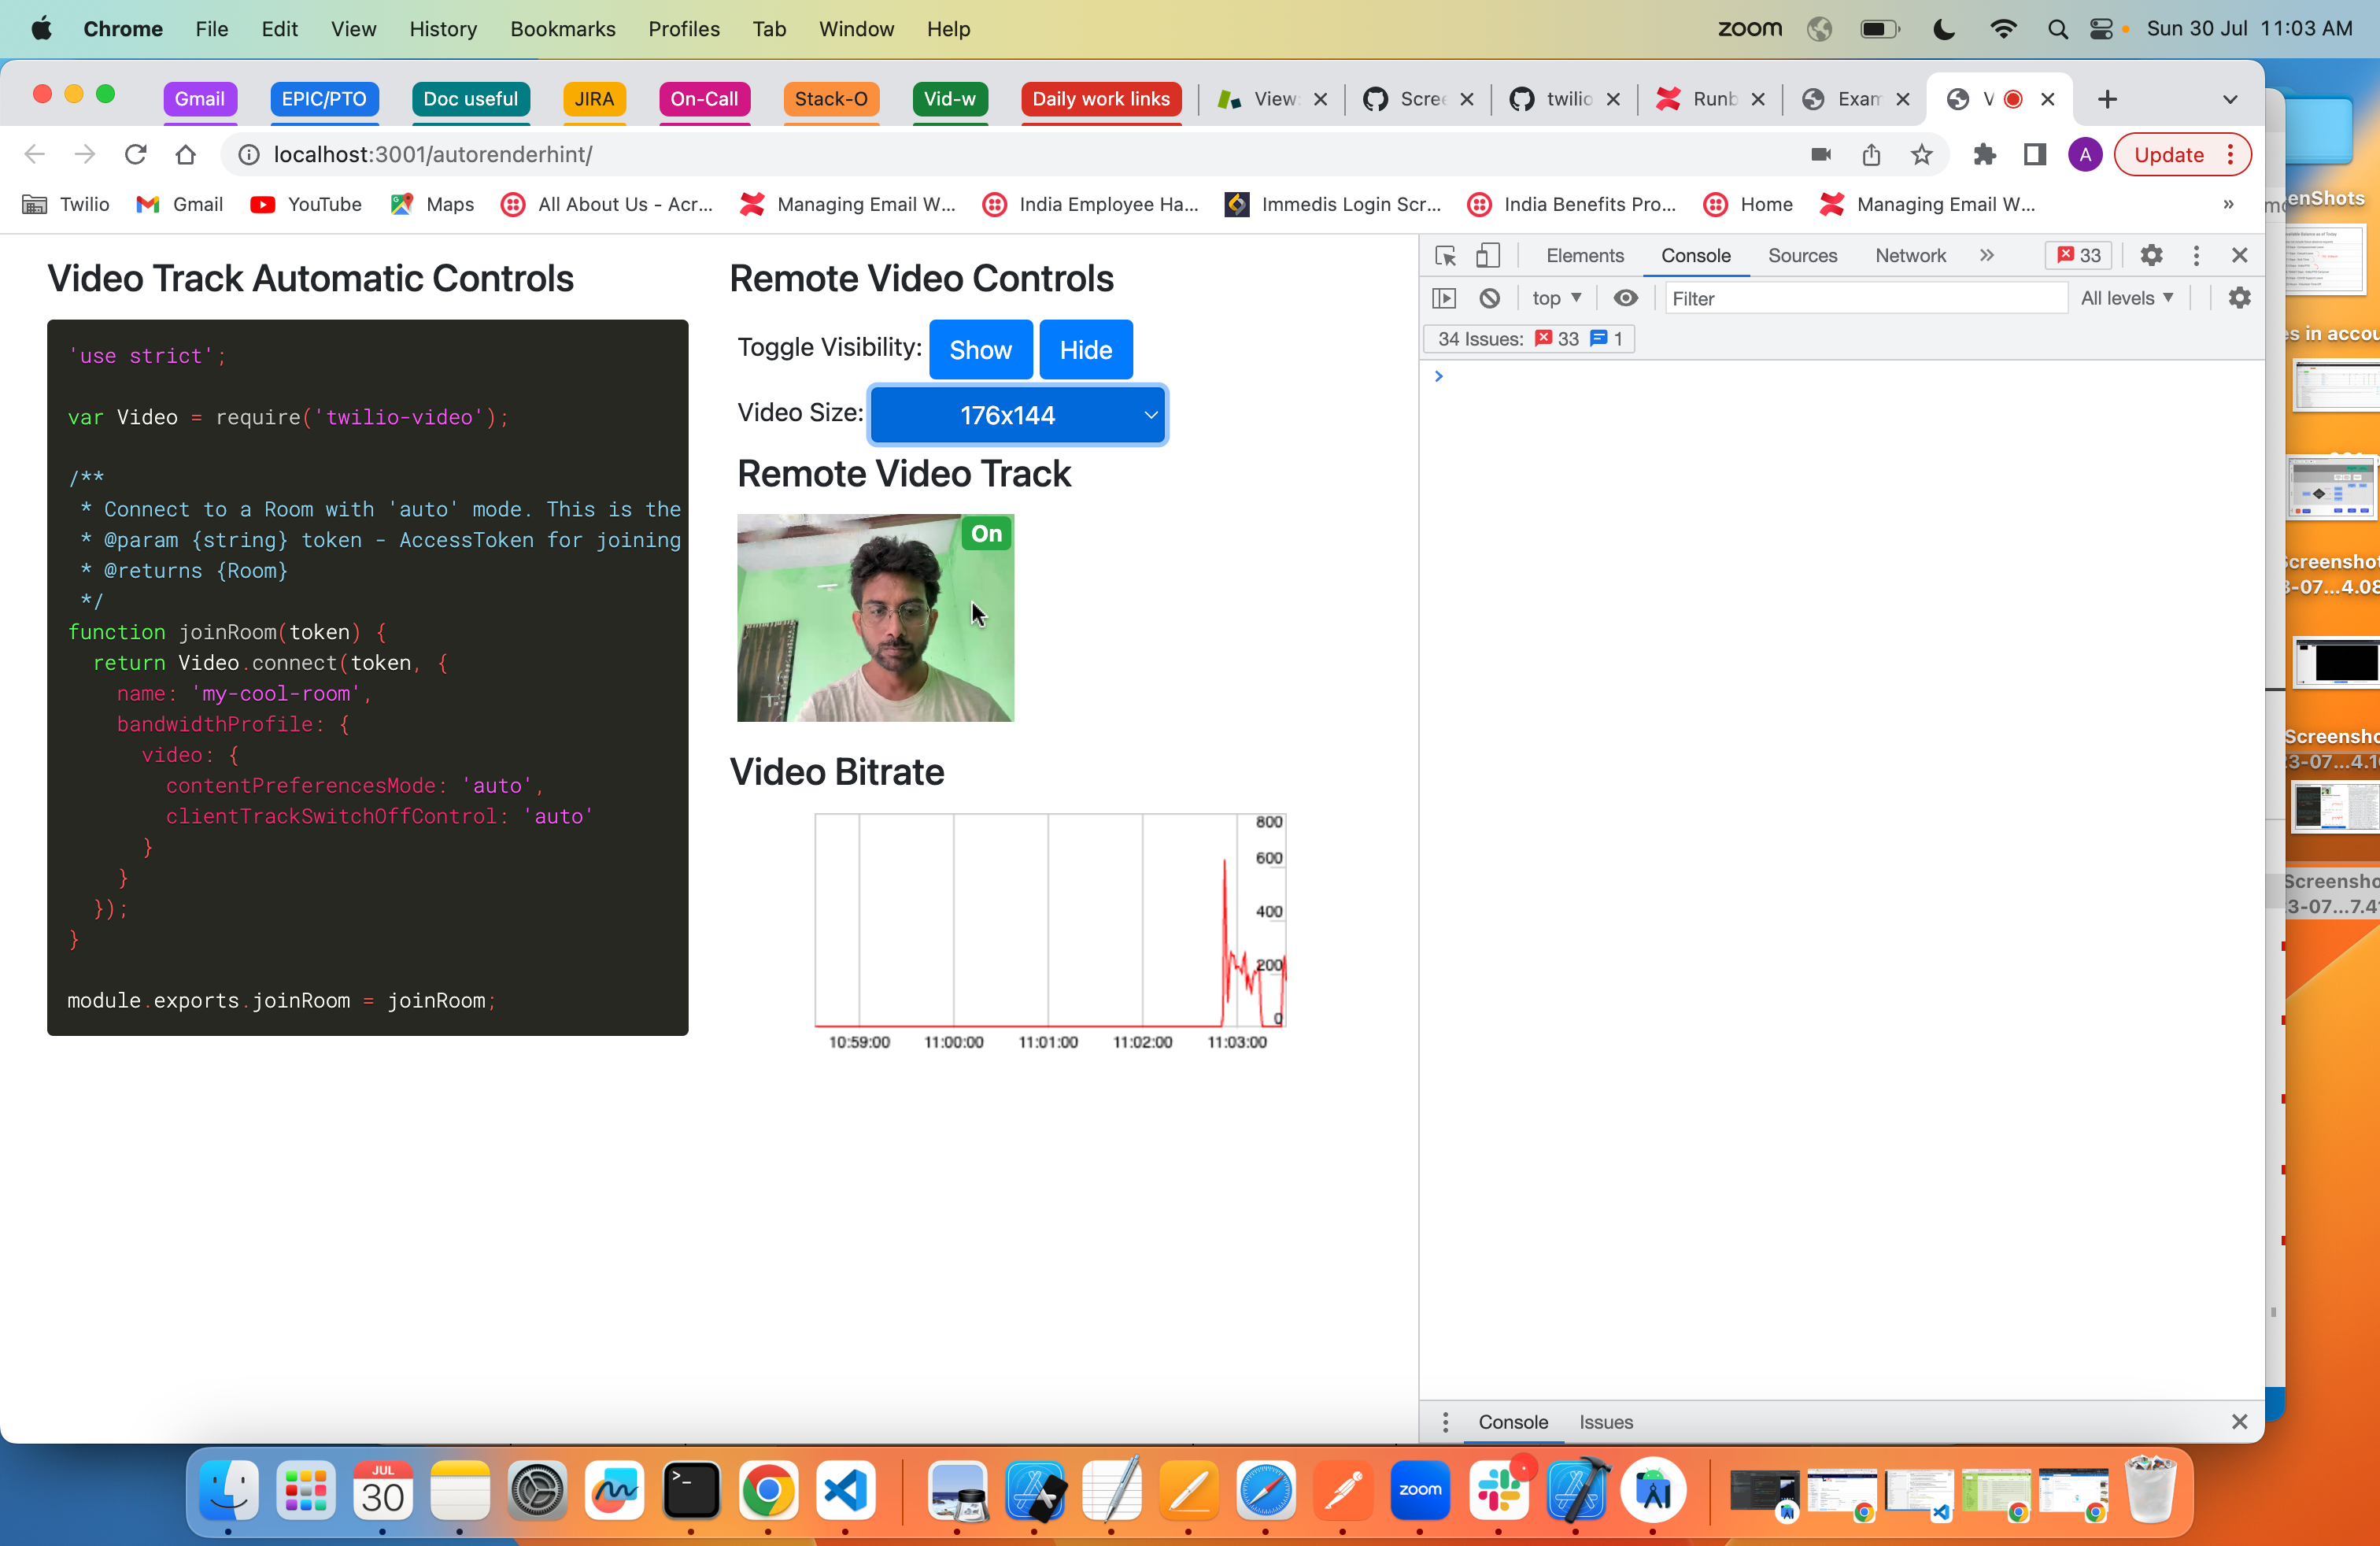 Chrome File Edit View History Bookmarks Profiles Tab Window Help zoom Sun 30 Jul 11:03 AM
Gmail EPIC/PTO Doc useful JIRA On-Call Stack-O Vid-w Daily work links View: Scree twilio Runb Exam V
localhost:3001/autorenderhint/ A Update
Twilio Gmail YouTube Maps All About Us - Acr... Managing Email W... India Employee Ha... Immedis Login Scr... India Benefits Pro... Home Managing Email W... »
Video Track Automatic Controls
'use strict';
var Video = require('twilio-video');
/**
* Connect to a Room with 'auto' mode. This is the
* @param {string} token - AccessToken for joining
* @returns {Room}
*/
function joinRoom(token) {
return Video.connect(token, {
name: 'my-cool-room',
bandwidthProfile: {
video: {
contentPreferencesMode: 'auto',
clientTrackSwitchOffControl: 'auto'
}
}
});
}
module.exports.joinRoom = joinRoom;
Remote Video Controls
Toggle Visibility: Show Hide
Video Size: 176x144
Remote Video Track
On
Video Bitrate
800
600
400
200
0
10:59:00 11:00:00 11:01:00 11:02:00 11:03:00
Elements Console Sources Network » 33
top Filter All levels
34 Issues: 33 1
Console Issues
enShots
es in accou
Screenshot
3-07...4.08
Screensho
3-07...4.1
Screensho
3-07...7.41
JUL
30
zoom